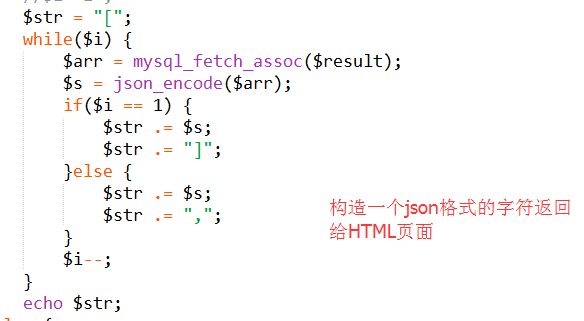 $str = "[";
while($i) {
$arr = mysql_fetch_assoc($result);
$s = json_encode($arr);
if($i == 1) {
$str .= $s;
$str .= "]";
}else {
$str .= $s;
$str .= ",";
}
$i--;
}
echo $str;
构造一个json格式的字符返回
给HTML页面